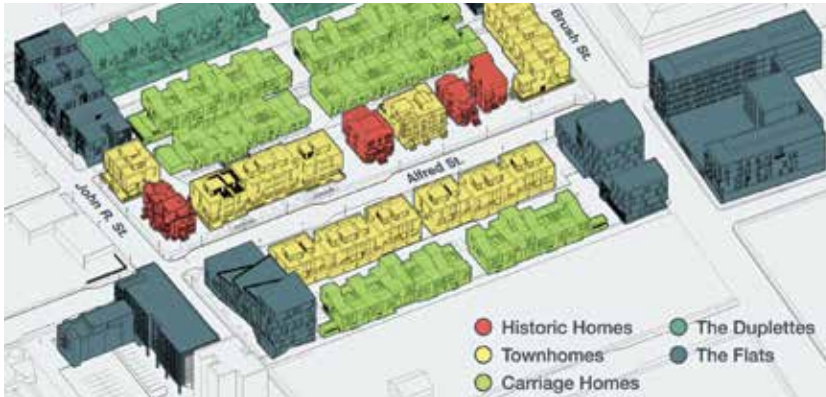 Brush St.
Alfred St.
John R. St.
Historic Homes
Townhomes
Carriage Homes
The Duplettes
The Flats